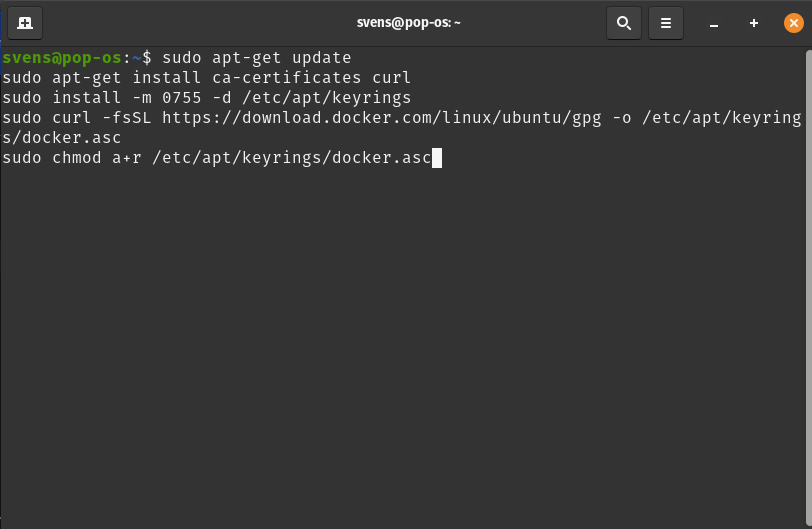 svens@pop-os: ~
svens@pop-os:~$ sudo apt-get update
sudo apt-get install ca-certificates curl
sudo install -m 0755 -d /etc/apt/keyrings
sudo curl -fsSL https://download.docker.com/linux/ubuntu/gpg -o /etc/apt/keyring
s/docker.asc
sudo chmod a+r /etc/apt/keyrings/docker.asc